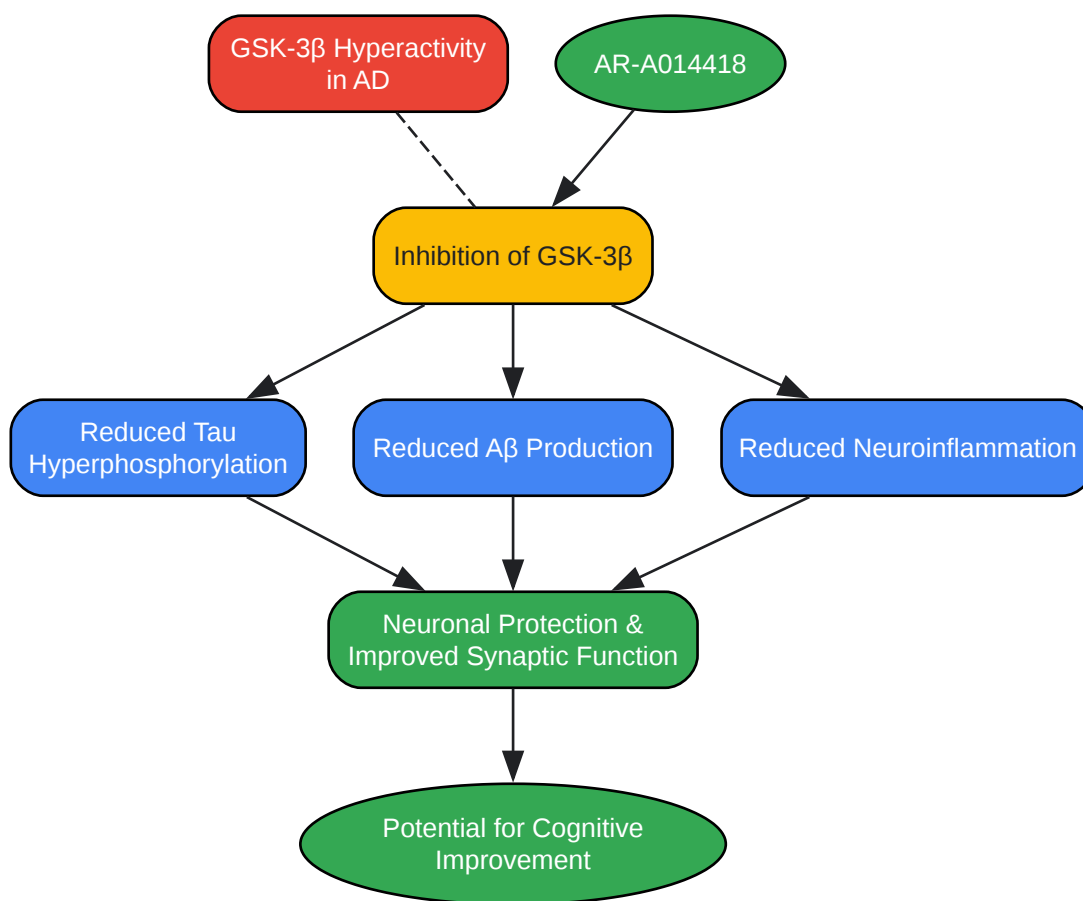 GSK-3β Hyperactivity
in AD
AR-A014418
Inhibition of GSK-3β
Reduced Tau
Hyperphosphorylation
Reduced Aβ Production
Reduced Neuroinflammation
Neuronal Protection &
Improved Synaptic Function
Potential for Cognitive
Improvement